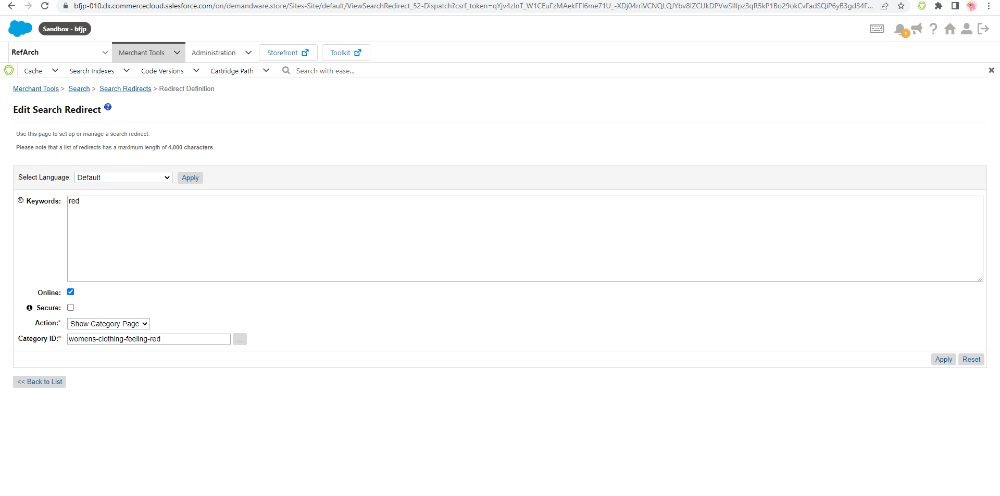 bfjp-010.dx.commercecloud.salesforce.com/on/demandware.store/Sites-Site/default/ViewSearchRedirect_52-Dispatch?csrf_token=qYjv4zInT_W1CEuFzMAekFFI6me71U_-XDj04rriVCNQLQJYbv8IZCUkDPVwSIIIpz3qR5kP1Bo29okCvFadSQiP6yB3gd34F...
Sandbox - bfjp
1
RefArch
Merchant Tools
Administration
Storefront
Toolkit
Cache
Search Indexes
Code Versions
Cartridge Path
Search with ease...
Merchant Tools > Search > Search Redirects > Redirect Definition
Edit Search Redirect ?
Use this page to set up or manage a search redirect.
Please note that a list of redirects has a maximum length of 4,000 characters.
Select Language: Default Apply
Keywords: red
Online:
Secure:
Action:* Show Category Page
Category ID:* womens-clothing-feeling-red ...
Apply Reset
<< Back to List